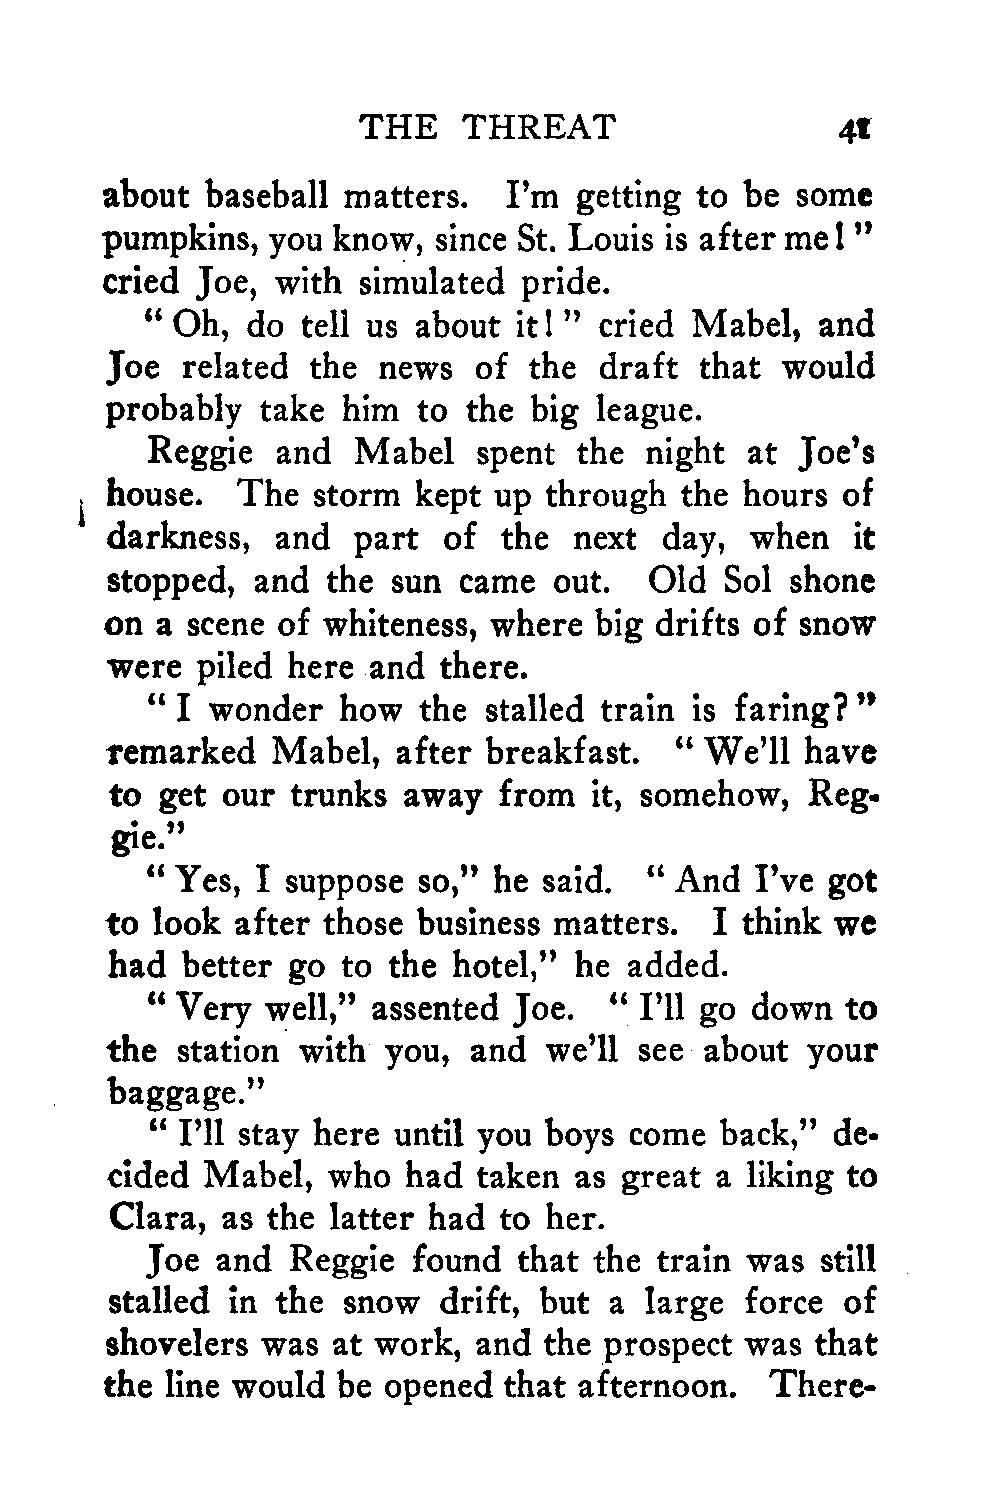 THE THREAT 41
about baseball matters. I'm getting to be some
pumpkins, you know, since St. Louis is after me!"
cried Joe, with simulated pride.
"Oh, do tell us about it!" cried Mabel, and
Joe related the news of the draft that would
probably take him to the big league.
Reggie and Mabel spent the night at Joe's
house. The storm kept up through the hours of
darkness, and part of the next day, when it
stopped, and the sun came out. Old Sol shone
on a scene of whiteness, where big drifts of snow
were piled here and there.
"I wonder how the stalled train is faring?"
remarked Mabel, after breakfast. "We'll have
to get our trunks away from it, somehow, Reg-
gie."
"Yes, I suppose so," he said. "And I've got
to look after those business matters. I think we
had better go to the hotel," he added.
"Very well," assented Joe. "I'll go down to
the station with you, and we'll see about your
baggage."
"I'll stay here until you boys come back," de-
cided Mabel, who had taken as great a liking to
Clara, as the latter had to her.
Joe and Reggie found that the train was still
stalled in the snow drift, but a large force of
shovelers was at work, and the prospect was that
the line would be opened that afternoon. There-